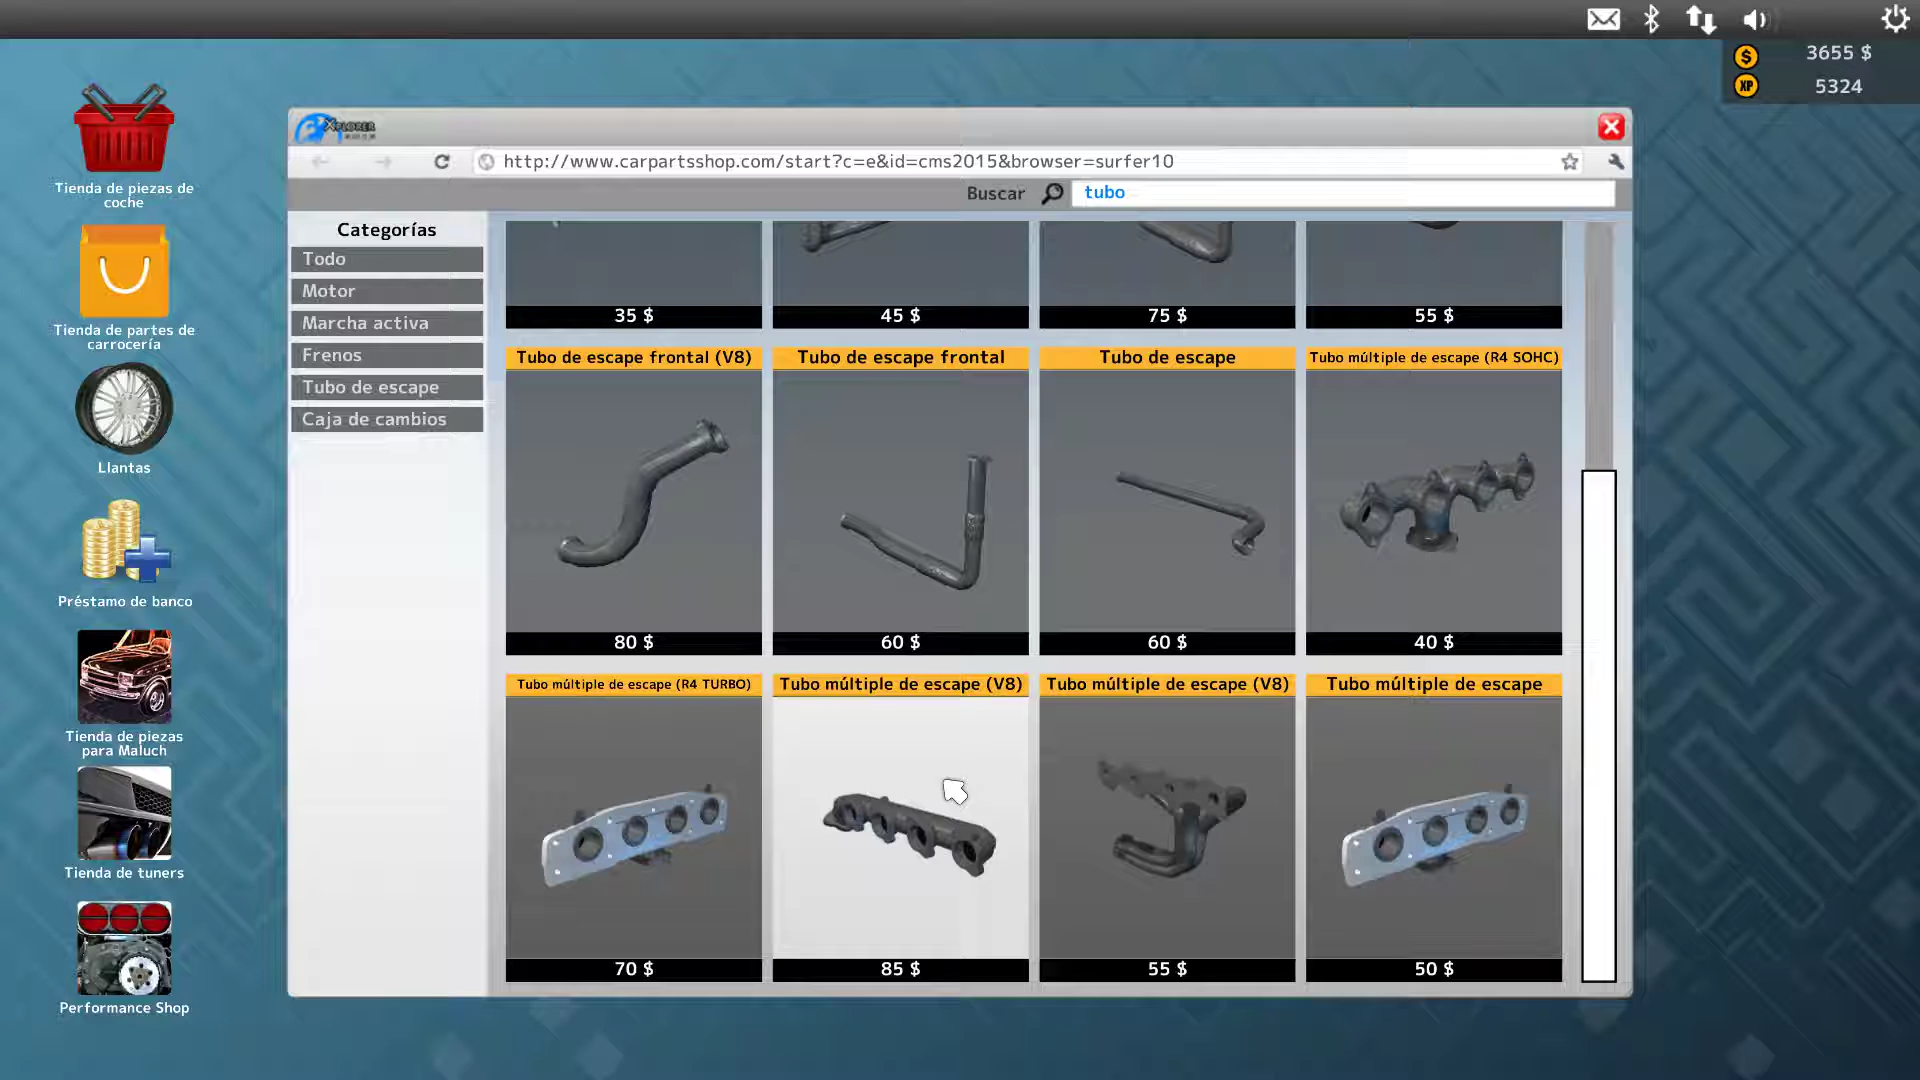 3655 $
XP
5324
XPLORER
http://www.carpartsshop.com/start?c=e&id=cms2015&browser=surfer10
Buscar
tubo
Tienda de piezas de
coche
Tienda de partes de
carrocería
Llantas
Préstamo de banco
Tienda de piezas
para Maluch
Tienda de tuners
Performance Shop
Categorías
Todo
Motor
Marcha activa
Frenos
Tubo de escape
Caja de cambios
35 $
45 $
75 $
55 $
Tubo de escape frontal (V8)
Tubo de escape frontal
Tubo de escape
Tubo múltiple de escape (R4 SOHC)
80 $
60 $
60 $
40 $
Tubo múltiple de escape (R4 TURBO)
Tubo múltiple de escape (V8)
Tubo múltiple de escape (V8)
Tubo múltiple de escape
70 $
85 $
55 $
50 $